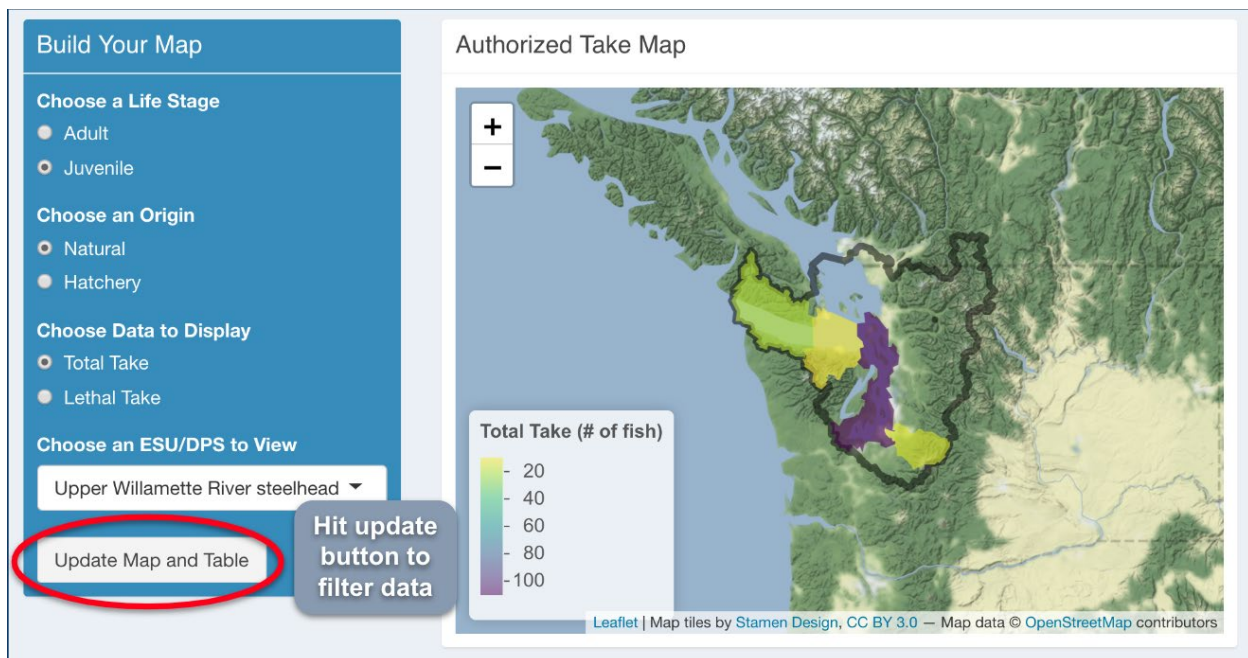 Build Your Map
Choose a Life Stage
Adult
Juvenile
Choose an Origin
Natural
Hatchery
Choose Data to Display
Total Take
Lethal Take
Choose an ESU/DPS to View
Upper Willamette River steelhead
Update Map and Table
Hit update
button to
filter data
Authorized Take Map
+
−
Total Take (# of fish)
20
40
60
80
100
Leaflet | Map tiles by Stamen Design, CC BY 3.0 — Map data © OpenStreetMap contributors